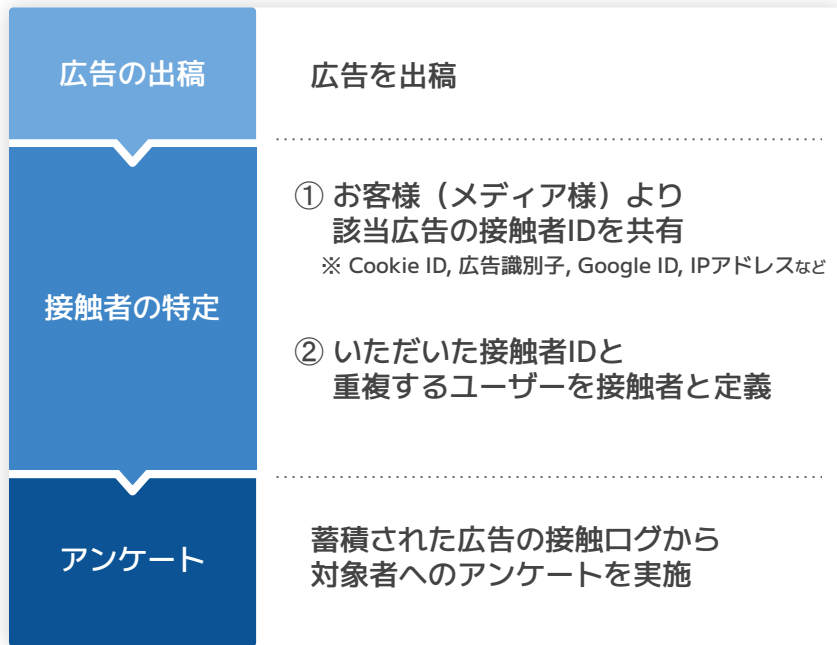 広告の出稿
広告を出稿
接触者の特定
① お客様（メディア様）より
該当広告の接触者IDを共有
※ Cookie ID, 広告識別子, Google ID, IPアドレスなど
② いただいた接触者IDと
重複するユーザーを接触者と定義
アンケート
蓄積された広告の接触ログから
対象者へのアンケートを実施